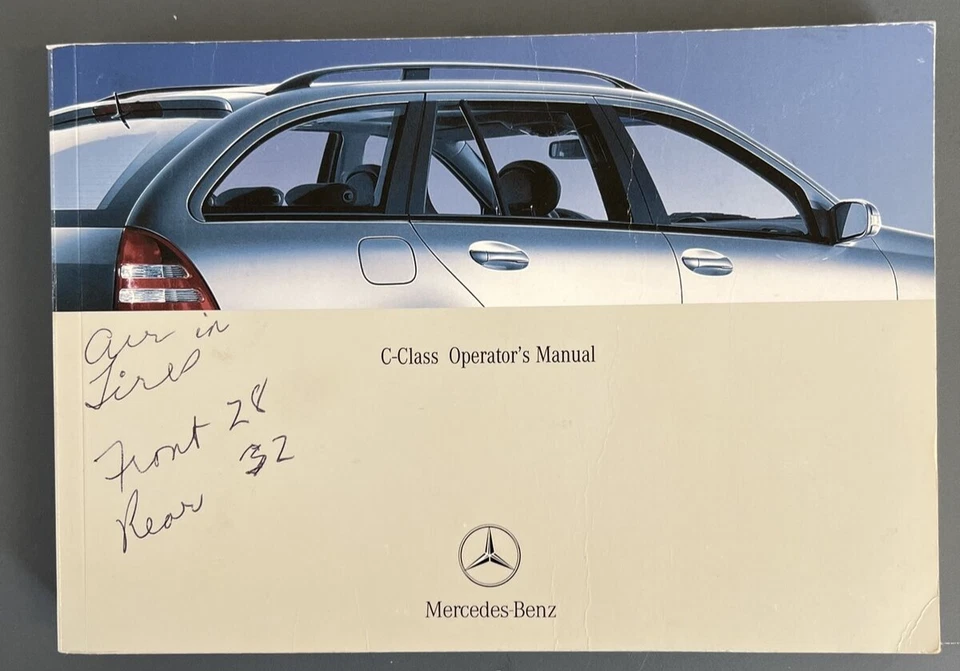 C-Class Operator's Manual
Air in
Tires
Front 28
Rear 32
Mercedes-Benz